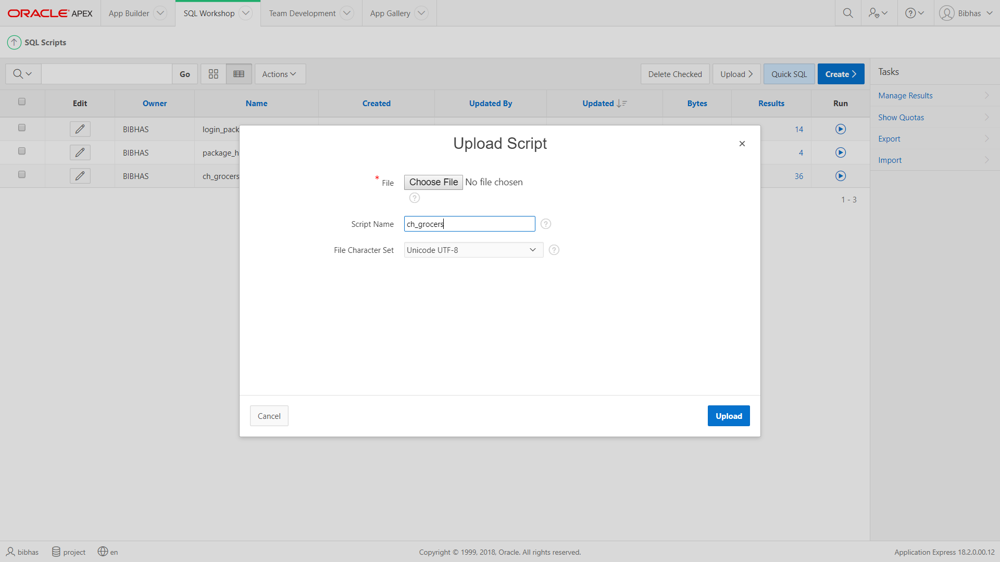 ORACLE APEX App Builder SQL Workshop Team Development App Gallery Bibhas
SQL Scripts
Go Actions Delete Checked Upload Quick SQL Create
Tasks
Manage Results
Show Quotas
Export
Import
Edit Owner Name Created Updated By Updated Bytes Results Run
BIBHAS login_pack 14
BIBHAS package_h 4
BIBHAS ch_grocers 36
1 - 3
Upload Script
* File Choose File No file chosen
?
Script Name ch_grocers ?
File Character Set Unicode UTF-8 ?
Cancel Upload
bibhas project en Copyright © 1999, 2018, Oracle. All rights reserved. Application Express 18.2.0.00.12